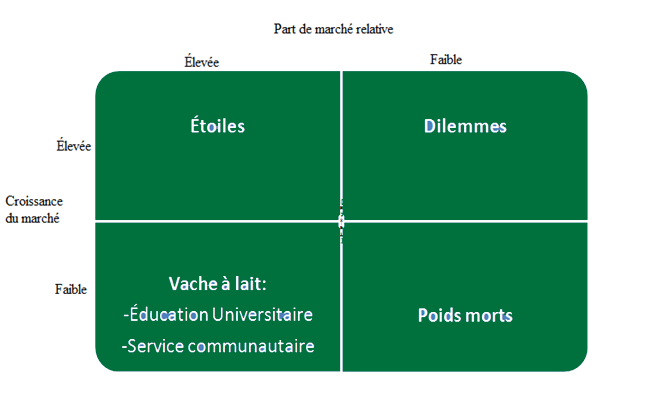 Part de marché relative
Élevée
Faible
Étoiles
Dilemmes
Élevée
Croissance
du marché
Vache à lait:
Faible
-Éducation Universitaire
Poids morts
-Service communautaire